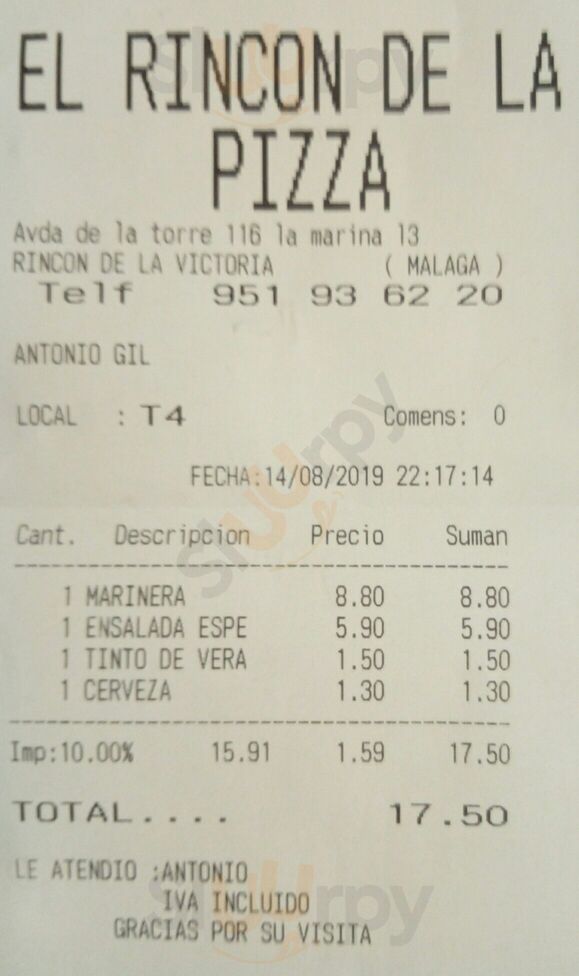 EL RINCON DE LA
PIZZA
Avda de la torre 116 la marina 13
RINCON DE LA VICTORIA ( MALAGA )
Telf 951 93 62 20
ANTONIO GIL
LOCAL : T4 Comens: 0
FECHA:14/08/2019 22:17:14
Cant. Descripcion Precio Suman
1 MARINERA 8.80 8.80
1 ENSALADA ESPE 5.90 5.90
1 TINTO DE VERA 1.50 1.50
1 CERVEZA 1.30 1.30
Imp:10.00% 15.91 1.59 17.50
TOTAL.... 17.50
LE ATENDIO :ANTONIO
IVA INCLUIDO
GRACIAS POR SU VISITA
sluurpy
sluurpy
sluurpy